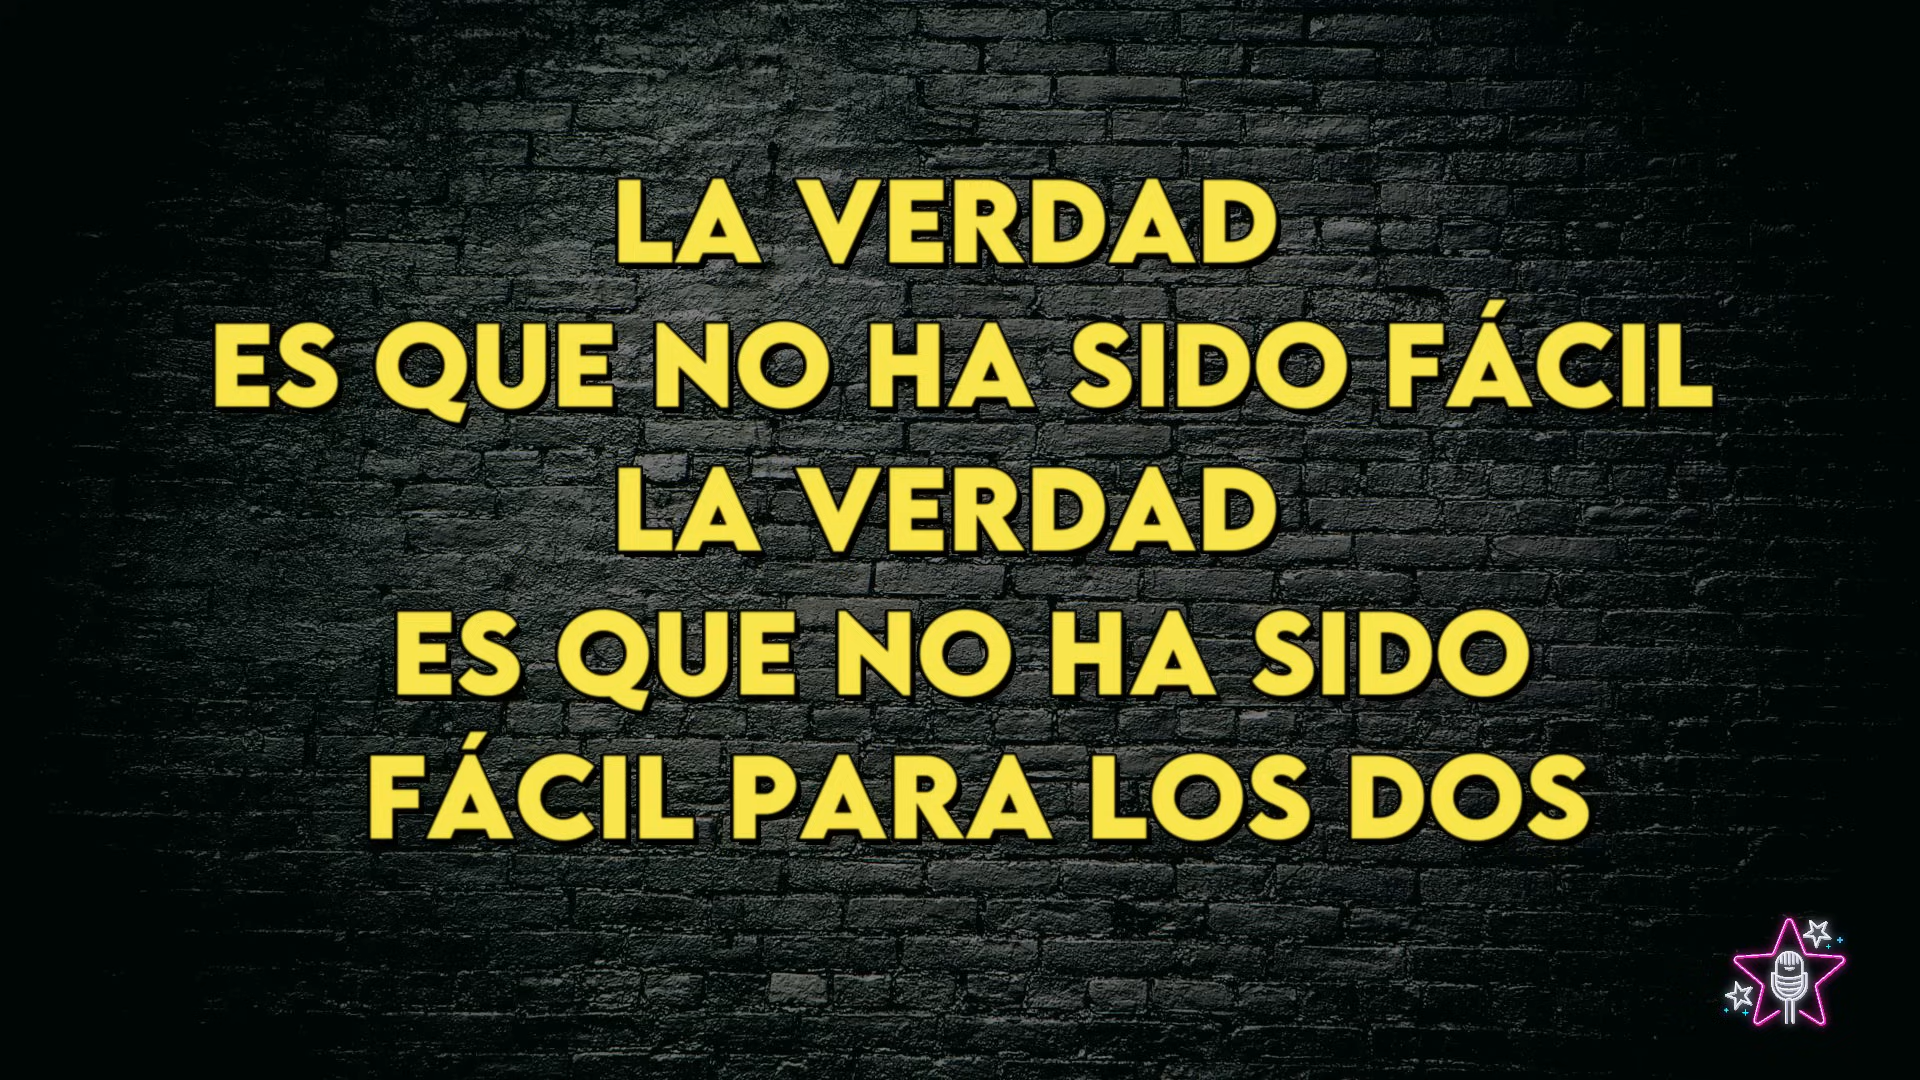 LA VERDAD
ES QUE NO HA SIDO FÁCIL
LA VERDAD
ES QUE NO HA SIDO
FÁCIL PARA LOS DOS